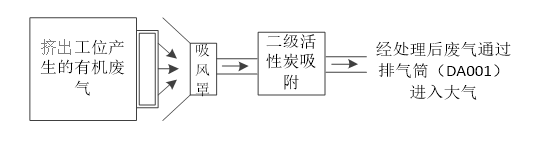 挤出工位产
生的有机废
气
吸
风
罩
二级活
性炭吸
附
经处理后废气通过
排气筒（DA001）
进入大气